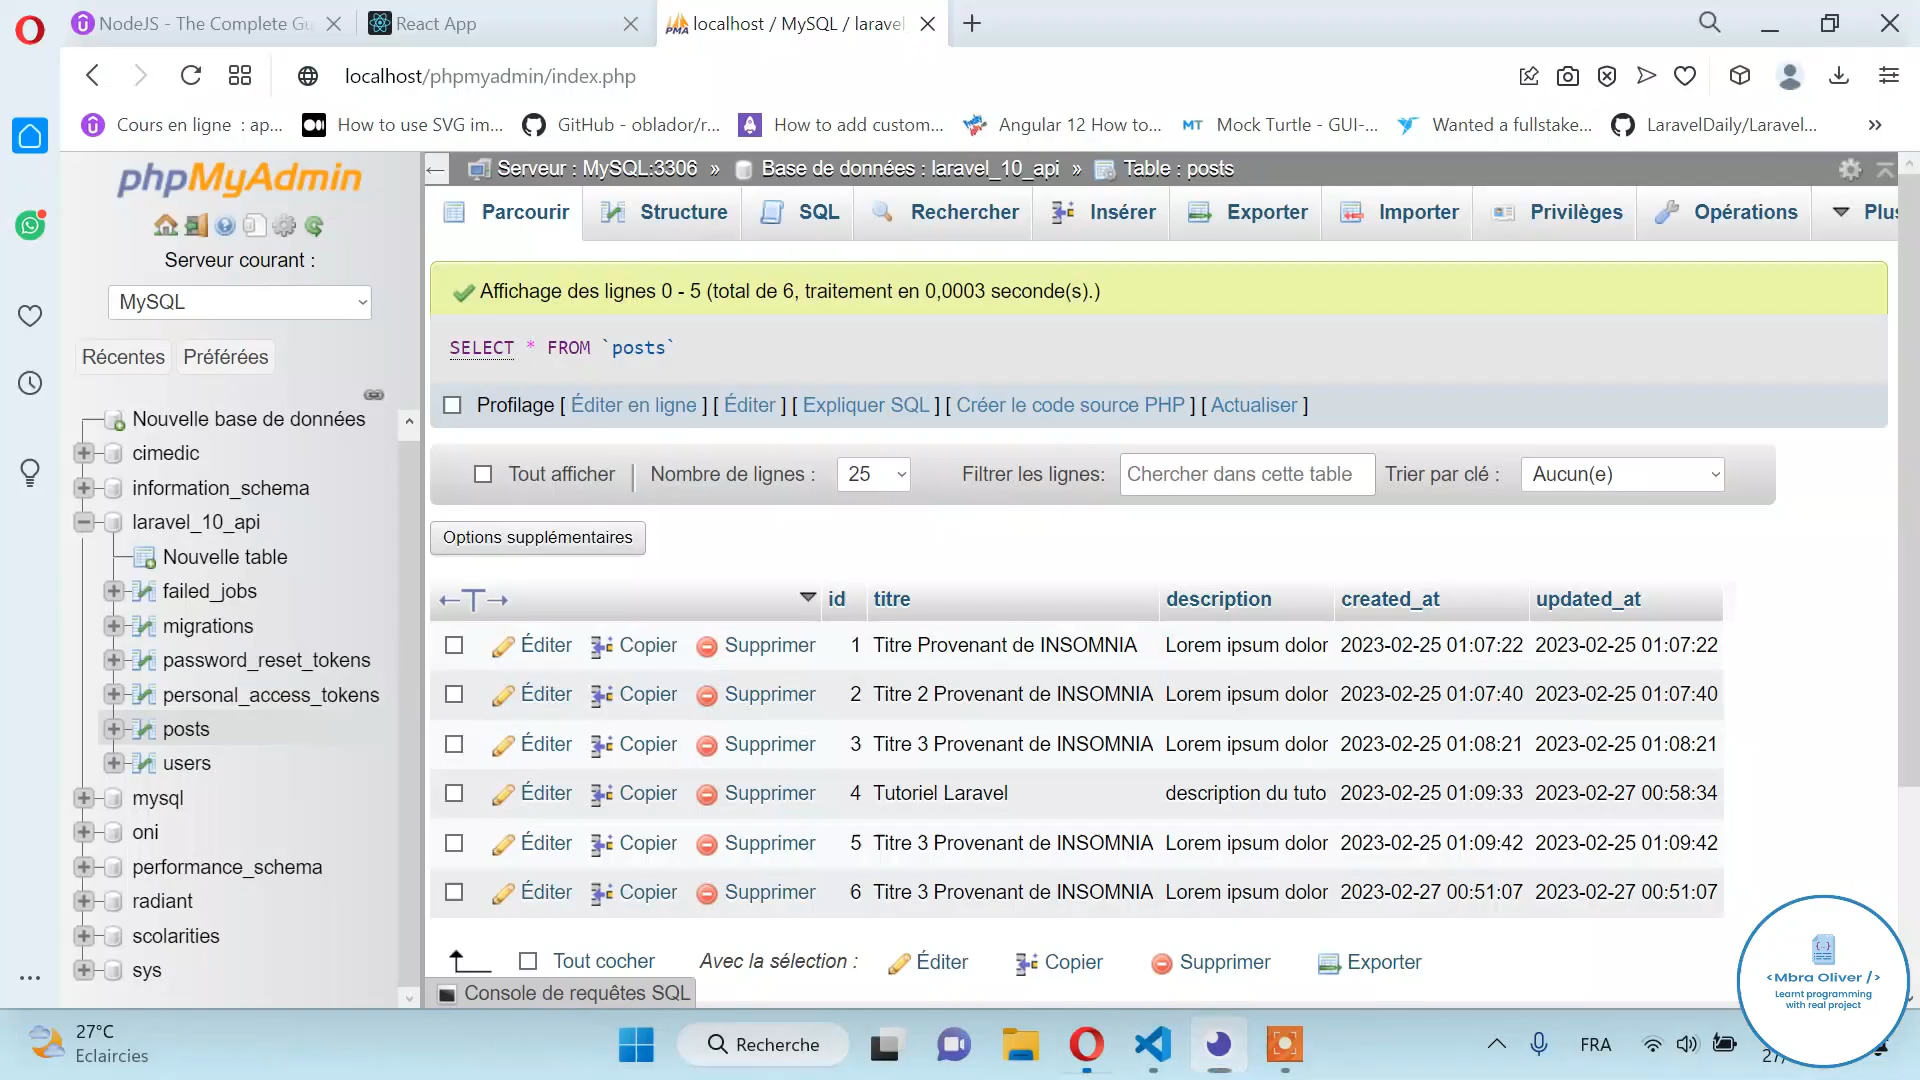 NodeJS - The Complete Gu
React App
PMA localhost / MySQL / laravel
localhost/phpmyadmin/index.php
Cours en ligne : ap...
How to use SVG im...
GitHub - oblador/r...
How to add custom...
Angular 12 How to...
MT Mock Turtle - GUI-...
Wanted a fullstake...
LaravelDaily/Laravel...
phpMyAdmin
Serveur courant :
MySQL
Récentes
Préférées
Nouvelle base de données
cimedic
information_schema
laravel_10_api
Nouvelle table
failed_jobs
migrations
password_reset_tokens
personal_access_tokens
posts
users
mysql
oni
performance_schema
radiant
scolarities
sys
Serveur : MySQL:3306 » Base de données : laravel_10_api » Table : posts
Parcourir Structure SQL Rechercher Insérer Exporter Importer Privilèges Opérations Plus
Affichage des lignes 0 - 5 (total de 6, traitement en 0,0003 seconde(s).)
SELECT * FROM `posts`
Profilage [ Éditer en ligne ] [ Éditer ] [ Expliquer SQL ] [ Créer le code source PHP ] [ Actualiser ]
Tout afficher Nombre de lignes : 25 Filtrer les lignes: Chercher dans cette table Trier par clé : Aucun(e)
Options supplémentaires
id titre description created_at updated_at
Éditer Copier Supprimer 1 Titre Provenant de INSOMNIA Lorem ipsum dolor 2023-02-25 01:07:22 2023-02-25 01:07:22
Éditer Copier Supprimer 2 Titre 2 Provenant de INSOMNIA Lorem ipsum dolor 2023-02-25 01:07:40 2023-02-25 01:07:40
Éditer Copier Supprimer 3 Titre 3 Provenant de INSOMNIA Lorem ipsum dolor 2023-02-25 01:08:21 2023-02-25 01:08:21
Éditer Copier Supprimer 4 Tutoriel Laravel description du tuto 2023-02-25 01:09:33 2023-02-27 00:58:34
Éditer Copier Supprimer 5 Titre 3 Provenant de INSOMNIA Lorem ipsum dolor 2023-02-25 01:09:42 2023-02-25 01:09:42
Éditer Copier Supprimer 6 Titre 3 Provenant de INSOMNIA Lorem ipsum dolor 2023-02-27 00:51:07 2023-02-27 00:51:07
Tout cocher Avec la sélection : Éditer Copier Supprimer Exporter
Console de requêtes SQL
<Mbra Oliver />
Learnt programming
with real project
27°C
Eclaircies
Recherche
FRA